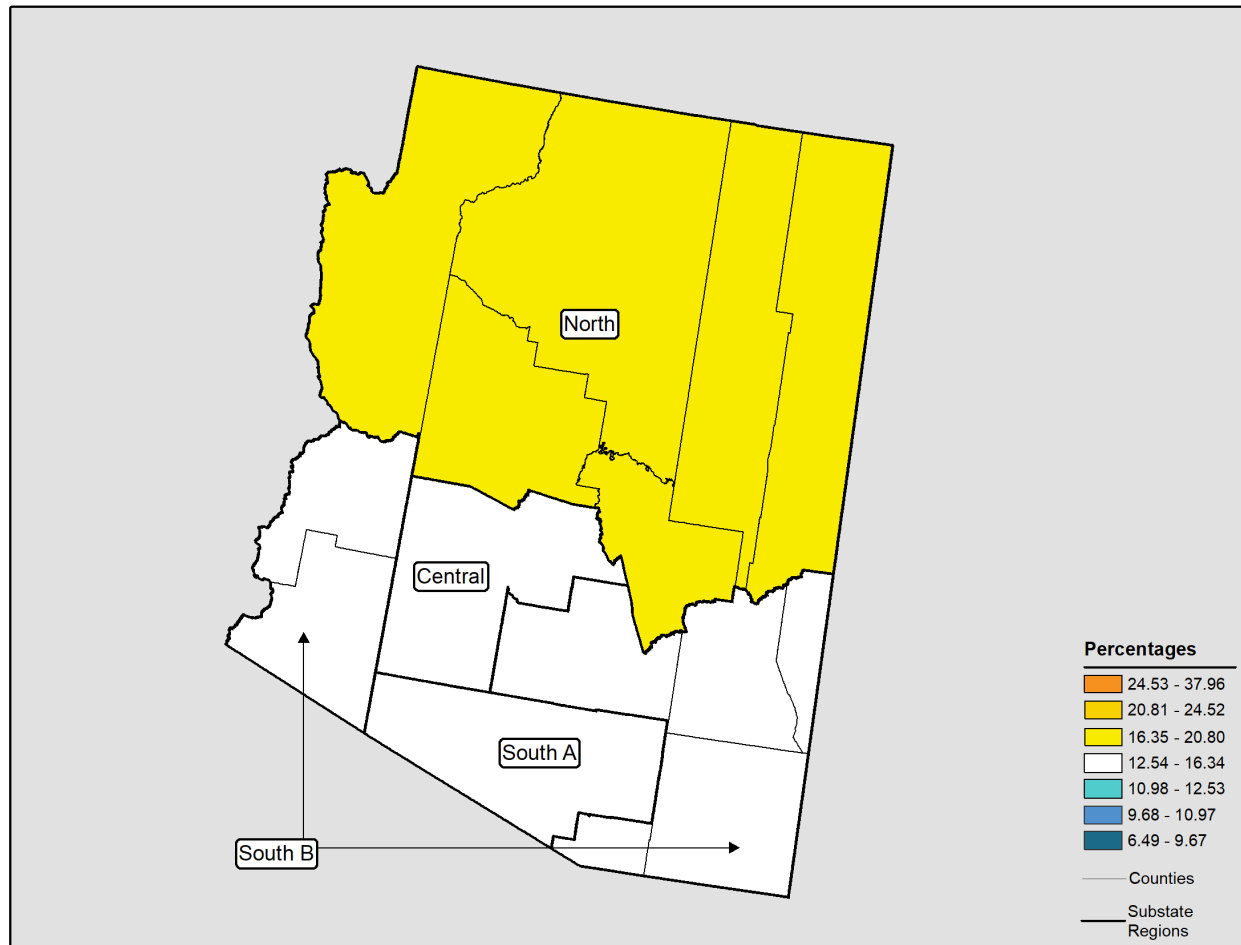 North
Central
South A
South B
Percentages
24.53 - 37.96
20.81 - 24.52
16.35 - 20.80
12.54 - 16.34
10.98 - 12.53
9.68 - 10.97
6.49 - 9.67
Counties
Substate
Regions